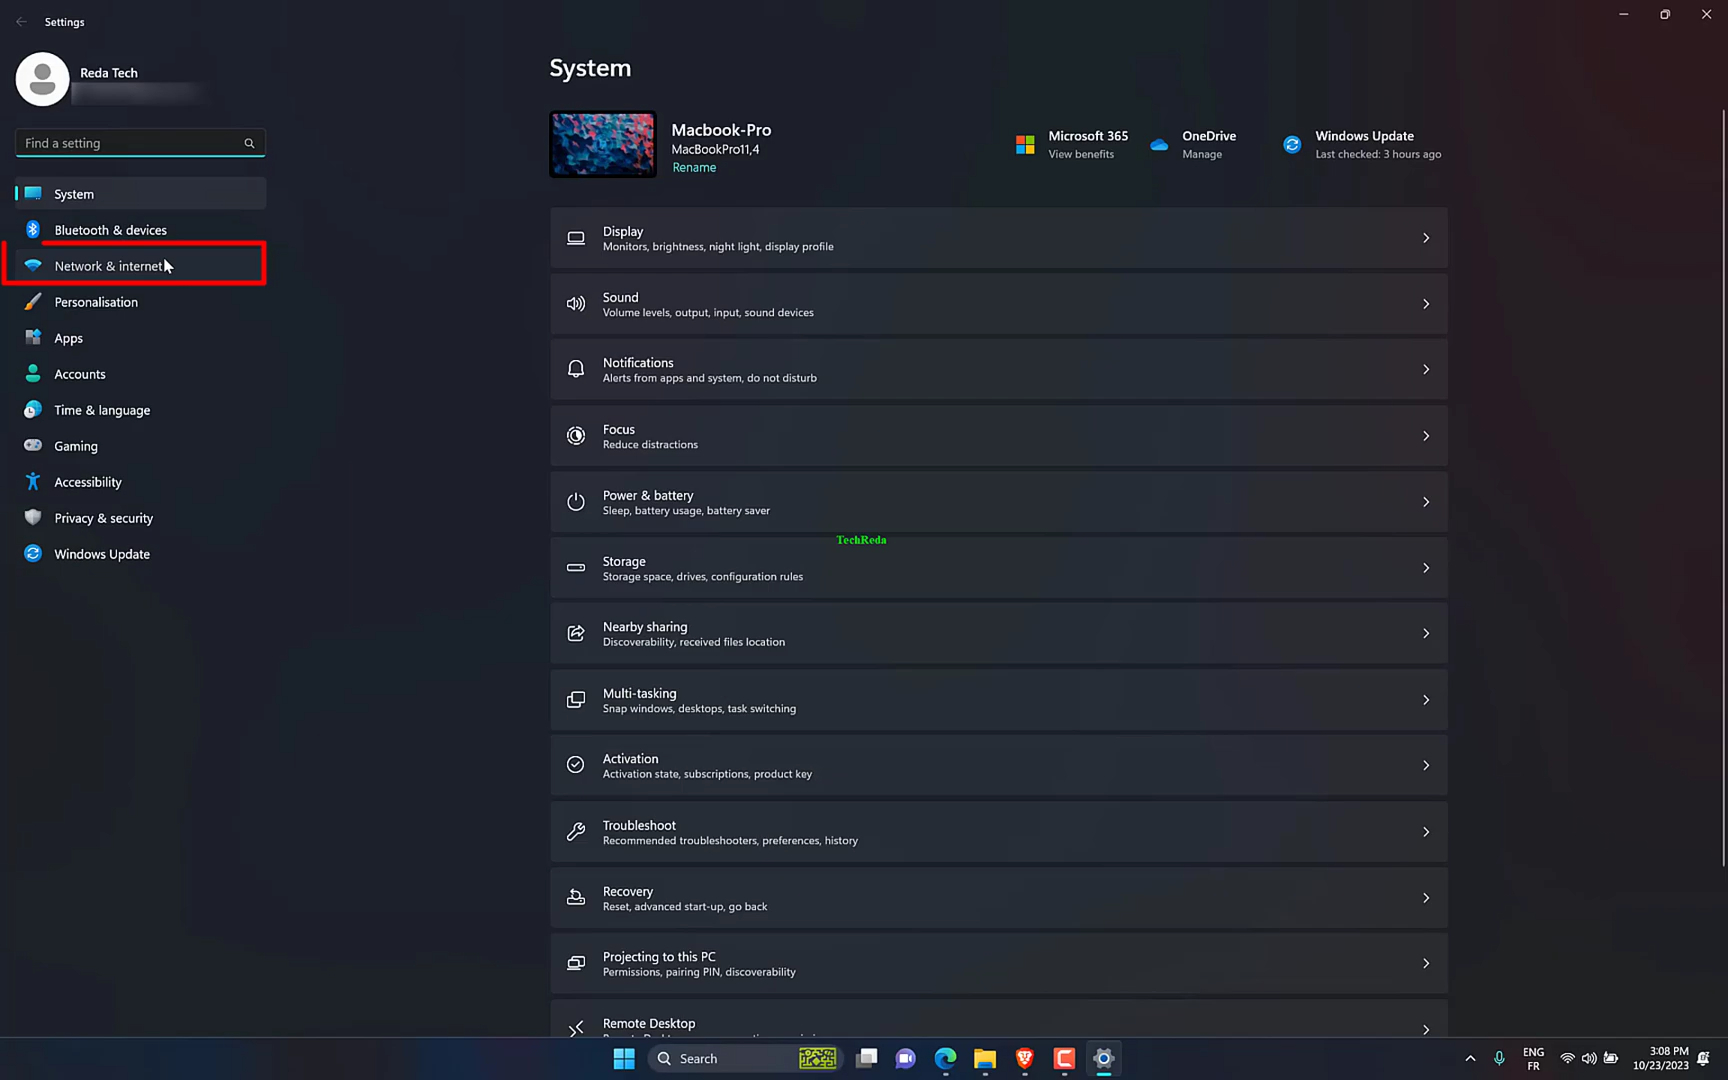 Settings
Reda Tech
Find a setting
System
Bluetooth & devices
Network & internet
Personalisation
Apps
Accounts
Time & language
Gaming
Accessibility
Privacy & security
Windows Update
System
Macbook-Pro
MacBookPro11,4
Rename
Microsoft 365
View benefits
OneDrive
Manage
Windows Update
Last checked: 3 hours ago
Display
Monitors, brightness, night light, display profile
Sound
Volume levels, output, input, sound devices
Notifications
Alerts from apps and system, do not disturb
Focus
Reduce distractions
Power & battery
Sleep, battery usage, battery saver
TechReda
Storage
Storage space, drives, configuration rules
Nearby sharing
Discoverability, received files location
Multi-tasking
Snap windows, desktops, task switching
Activation
Activation state, subscriptions, product key
Troubleshoot
Recommended troubleshooters, preferences, history
Recovery
Reset, advanced start-up, go back
Projecting to this PC
Permissions, pairing PIN, discoverability
Remote Desktop
Search
ENG
FR
3:08 PM
10/23/2023